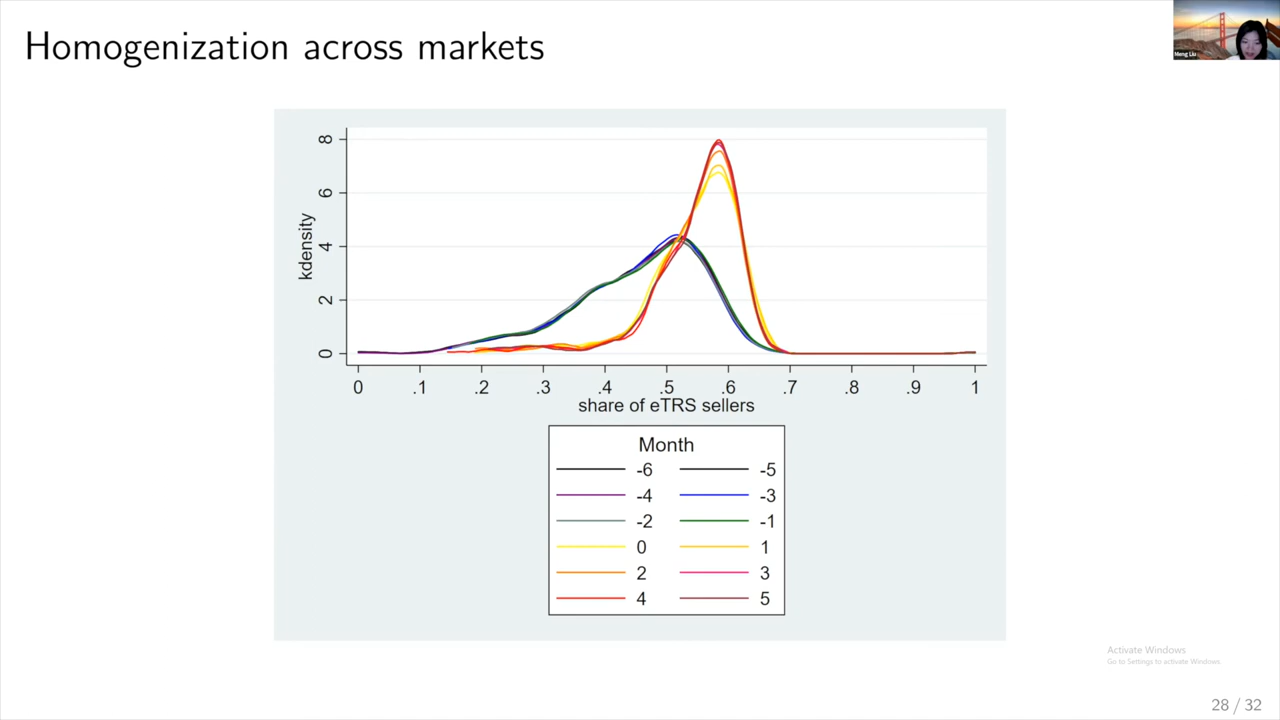 Homogenization across markets
Meng Liu
8
6
4
2
0
kdensity
0 .1 .2 .3 .4 .5 .6 .7 .8 .9 1
share of eTRS sellers
Month
-6 -5
-4 -3
-2 -1
0 1
2 3
4 5
Activate Windows
Go to Settings to activate Windows.
28 / 32